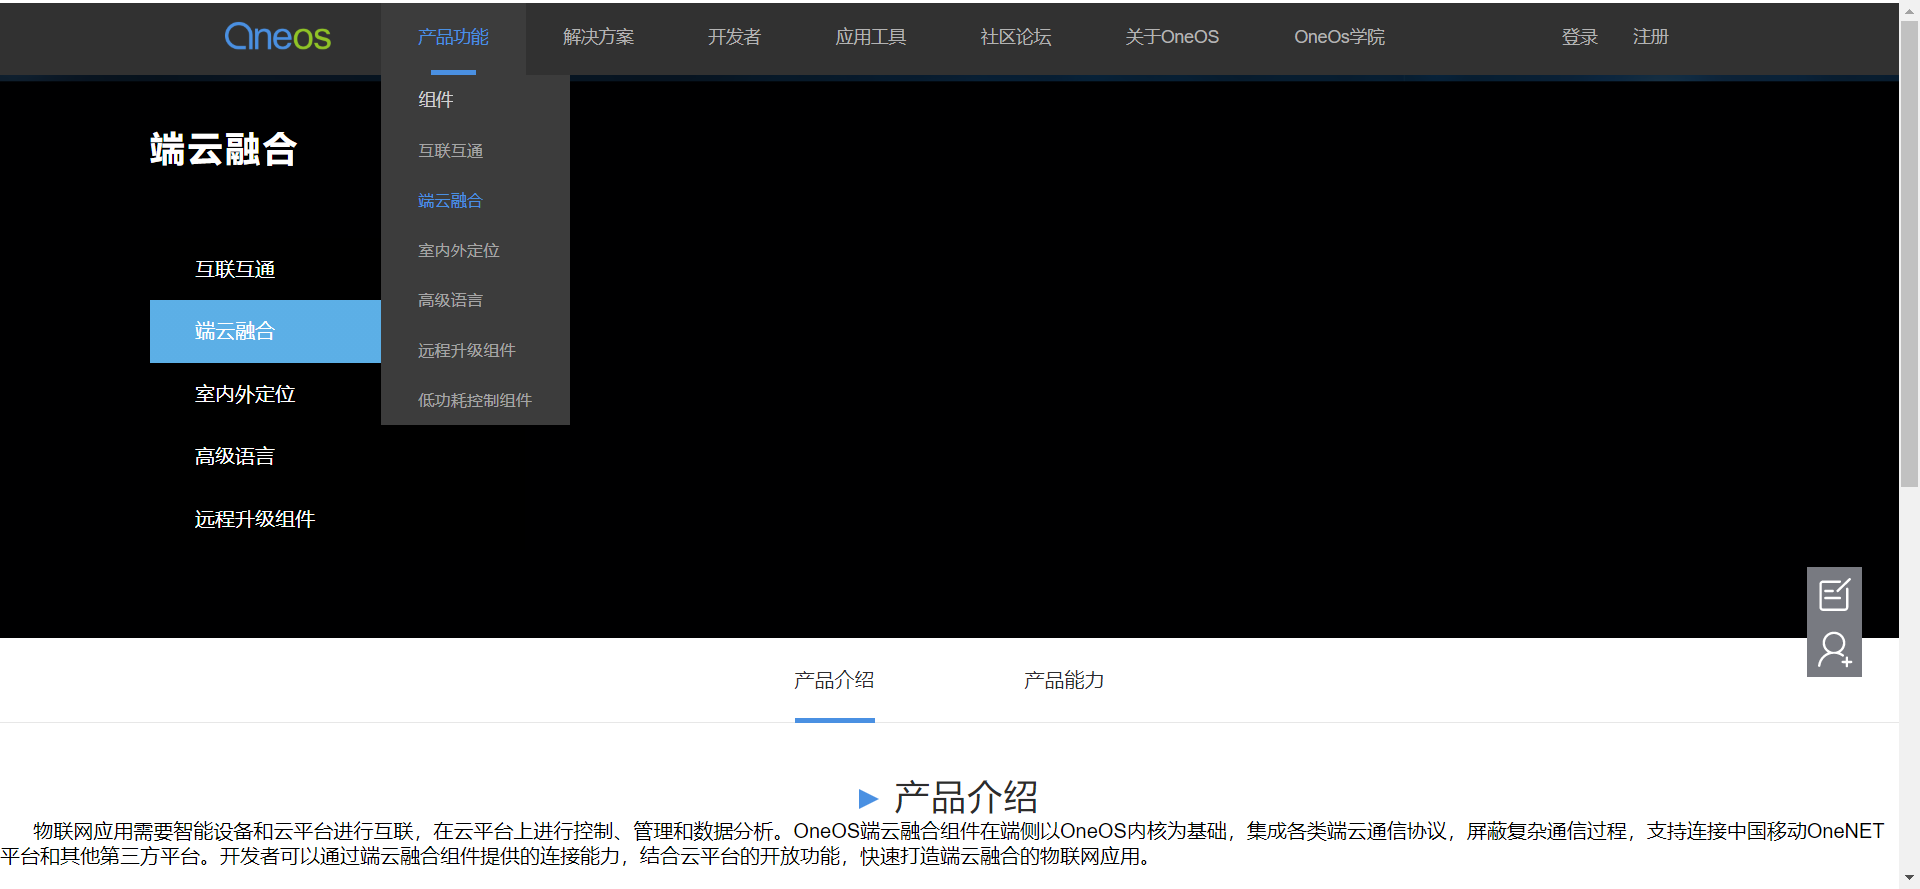 Oneos 产品功能 解决方案 开发者 应用工具 社区论坛 关于OneOS OneOs学院 登录 注册
组件
互联互通
端云融合
室内外定位
高级语言
远程升级组件
低功耗控制组件
端云融合
互联互通
端云融合
室内外定位
高级语言
远程升级组件
产品介绍 产品能力
产品介绍
物联网应用需要智能设备和云平台进行互联，在云平台上进行控制、管理和数据分析。OneOS端云融合组件在端侧以OneOS内核为基础，集成各类端云通信协议，屏蔽复杂通信过程，支持连接中国移动OneNET
平台和其他第三方平台。开发者可以通过端云融合组件提供的连接能力，结合云平台的开放功能，快速打造端云融合的物联网应用。